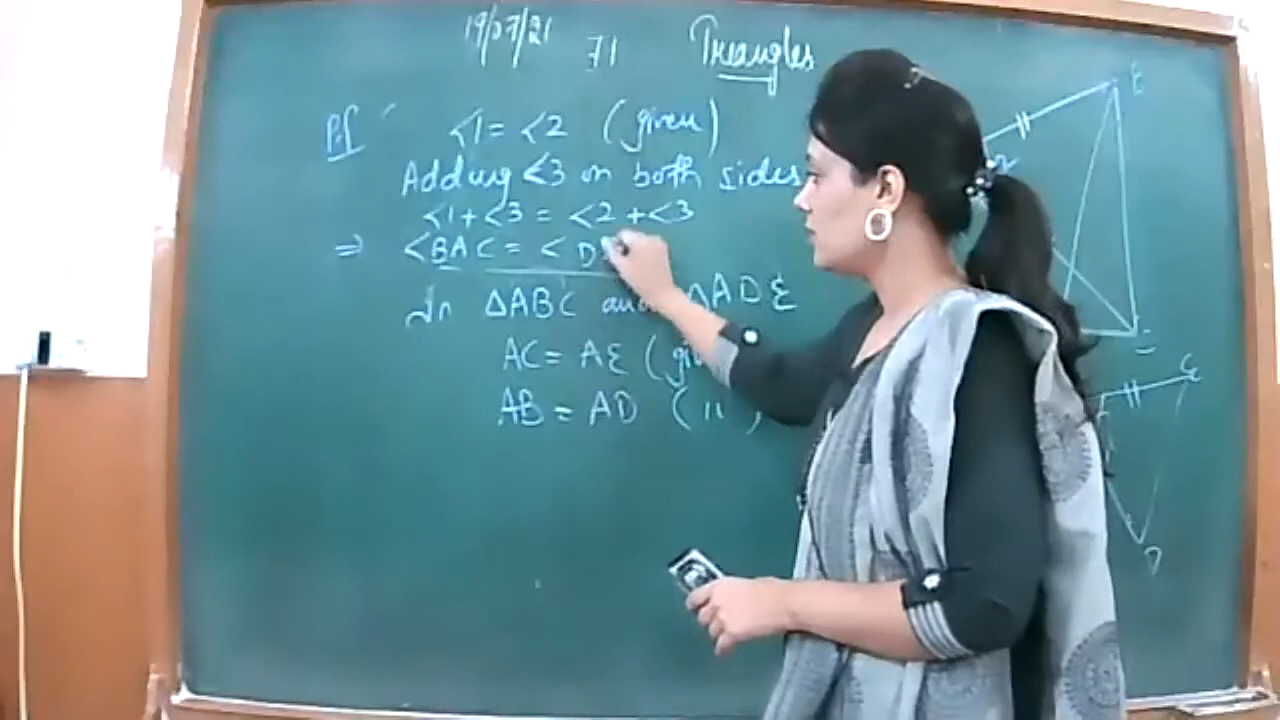 19/07/21 71 Triangles
Pf <1 = <2 (given)
Adding <3 on both sides
<1 + <3 = <2 + <3
⇒ <BAC = < D
In ΔABC and ΔADE
AC = AE (gi
AB = AD ( 11 )
E
D